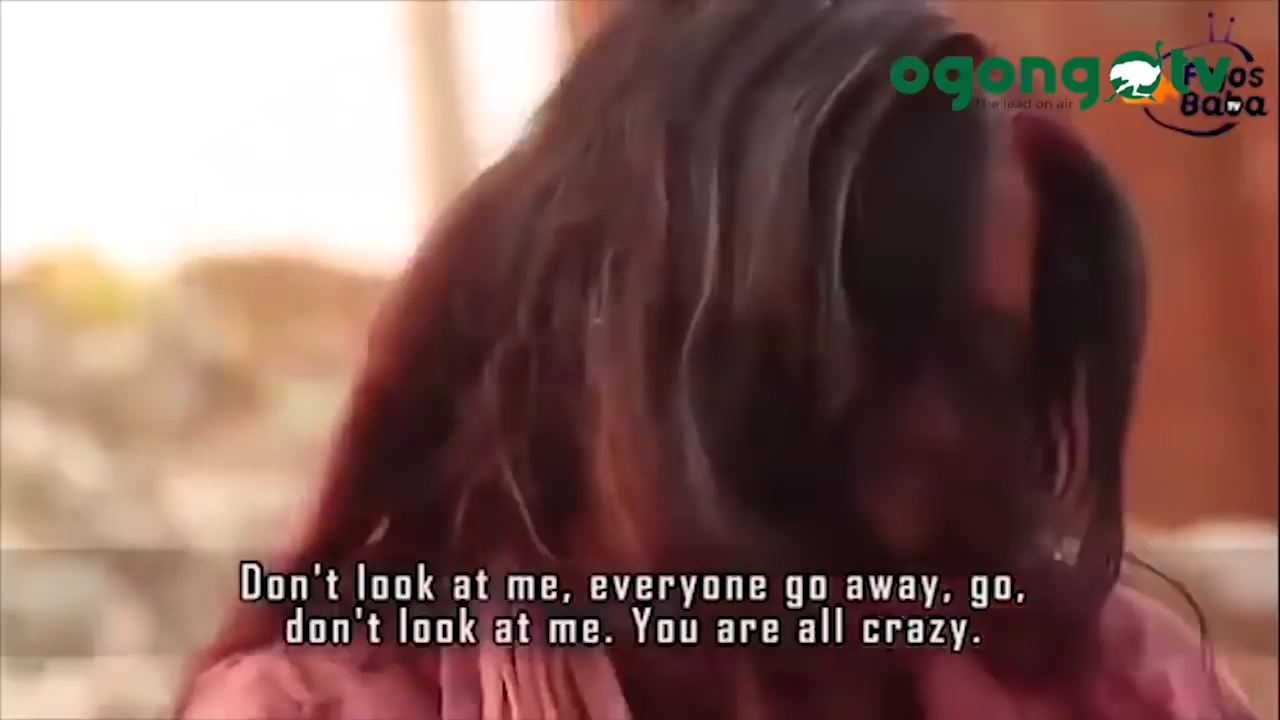 ogongotv
The lead on air
Baba
TV
Don't look at me, everyone go away, go,
don't look at me. You are all crazy.